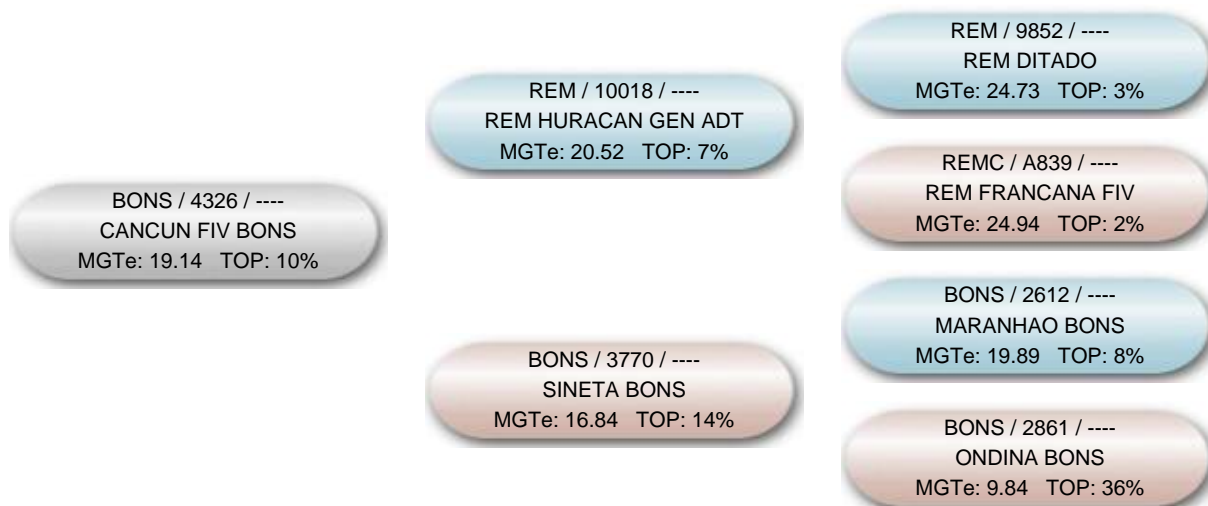 BONS / 4326 / ----
CANCUN FIV BONS
MGTe: 19.14 TOP: 10%
REM / 10018 / ----
REM HURACAN GEN ADT
MGTe: 20.52 TOP: 7%
BONS / 3770 / ----
SINETA BONS
MGTe: 16.84 TOP: 14%
REM / 9852 / ----
REM DITADO
MGTe: 24.73 TOP: 3%
REMC / A839 / ----
REM FRANCANA FIV
MGTe: 24.94 TOP: 2%
BONS / 2612 / ----
MARANHAO BONS
MGTe: 19.89 TOP: 8%
BONS / 2861 / ----
ONDINA BONS
MGTe: 9.84 TOP: 36%